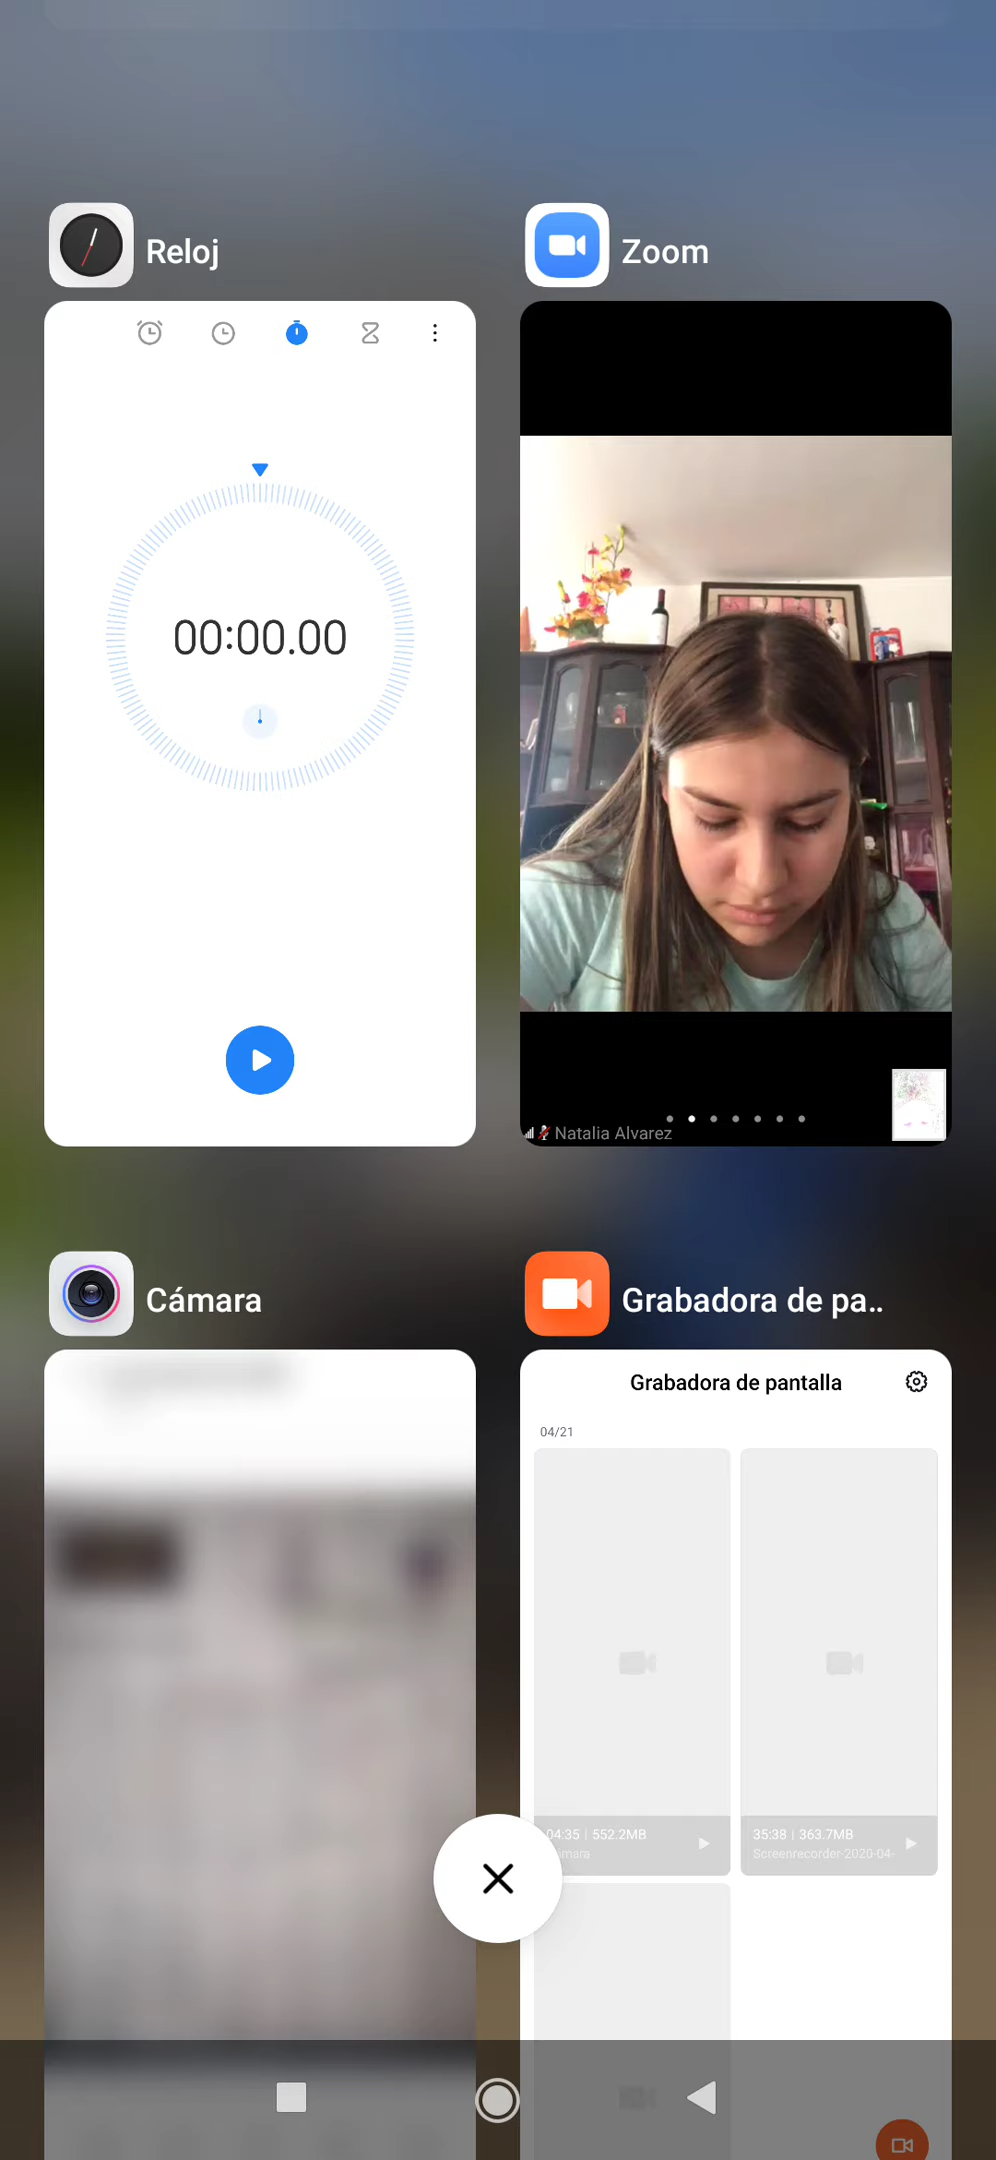 Reloj
Zoom
00:00.00
Natalia Alvarez
Cámara
Grabadora de pa..
Grabadora de pantalla
04/21
04:35 | 552.2MB
35:38 | 363.7MB
Screenrecorder-2020-04-